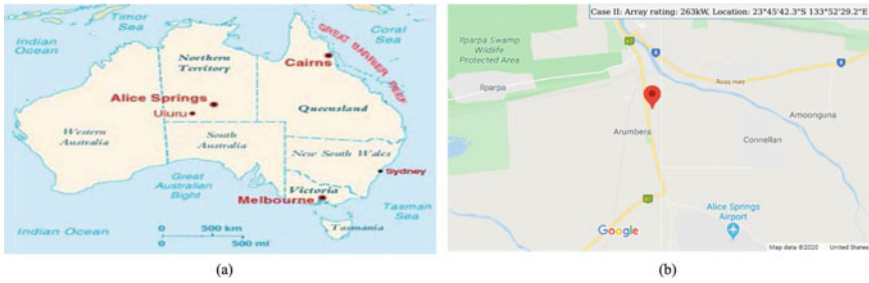 Timor Sea
Coral Sea
Indian Ocean
GREAT BARRIER REEF
Northern Territory
Cairns
Alice Springs
Uluru
Queensland
Western Australia
South Australia
New South Wales
Great Australian Bight
Sydney
Victoria
Melbourne
Tasman Sea
Tasmania
Indian Ocean
0 500 km
0 500 mi
(a)
Case II: Array rating: 263kW, Location: 23°45'42.3"S 133°52'29.2"E
Ilparpa Swamp
Wildlife
Protected Area
Ross Hwy
Ilparpa
Amoonguna
Arumbera
Connellan
Alice Springs
Airport
Google
Map data ©2020 United States
(b)